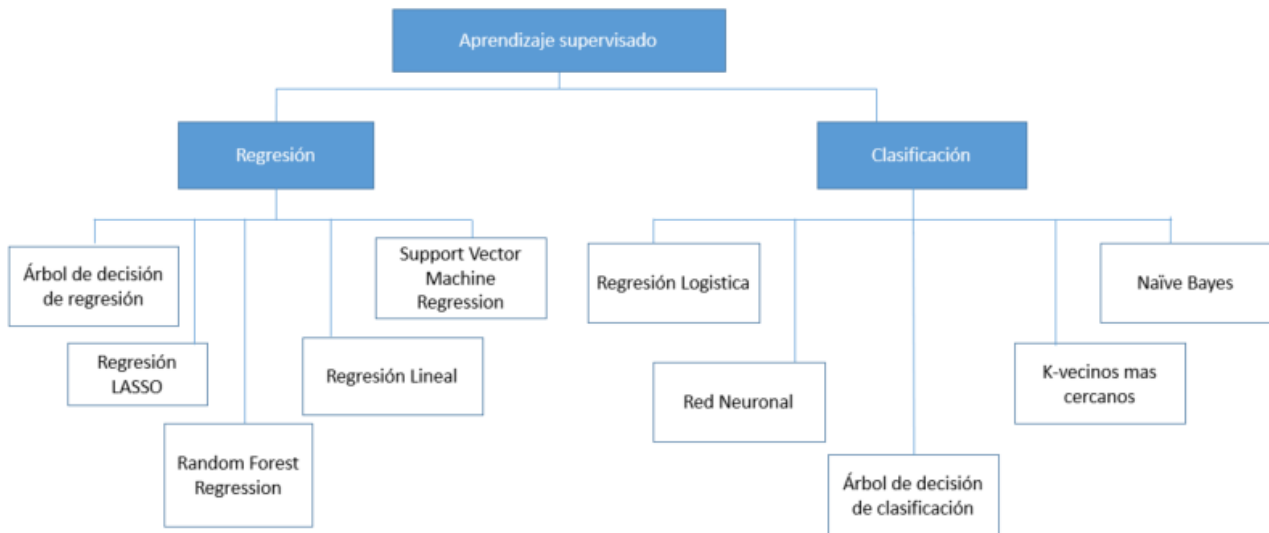 Aprendizaje supervisado
Regresión
Clasificación
Árbol de decisión
de regresión
Regresión
LASSO
Random Forest
Regression
Regresión Lineal
Support Vector
Machine
Regression
Regresión Logistica
Red Neuronal
Árbol de decisión
de clasificación
K-vecinos mas
cercanos
Naïve Bayes